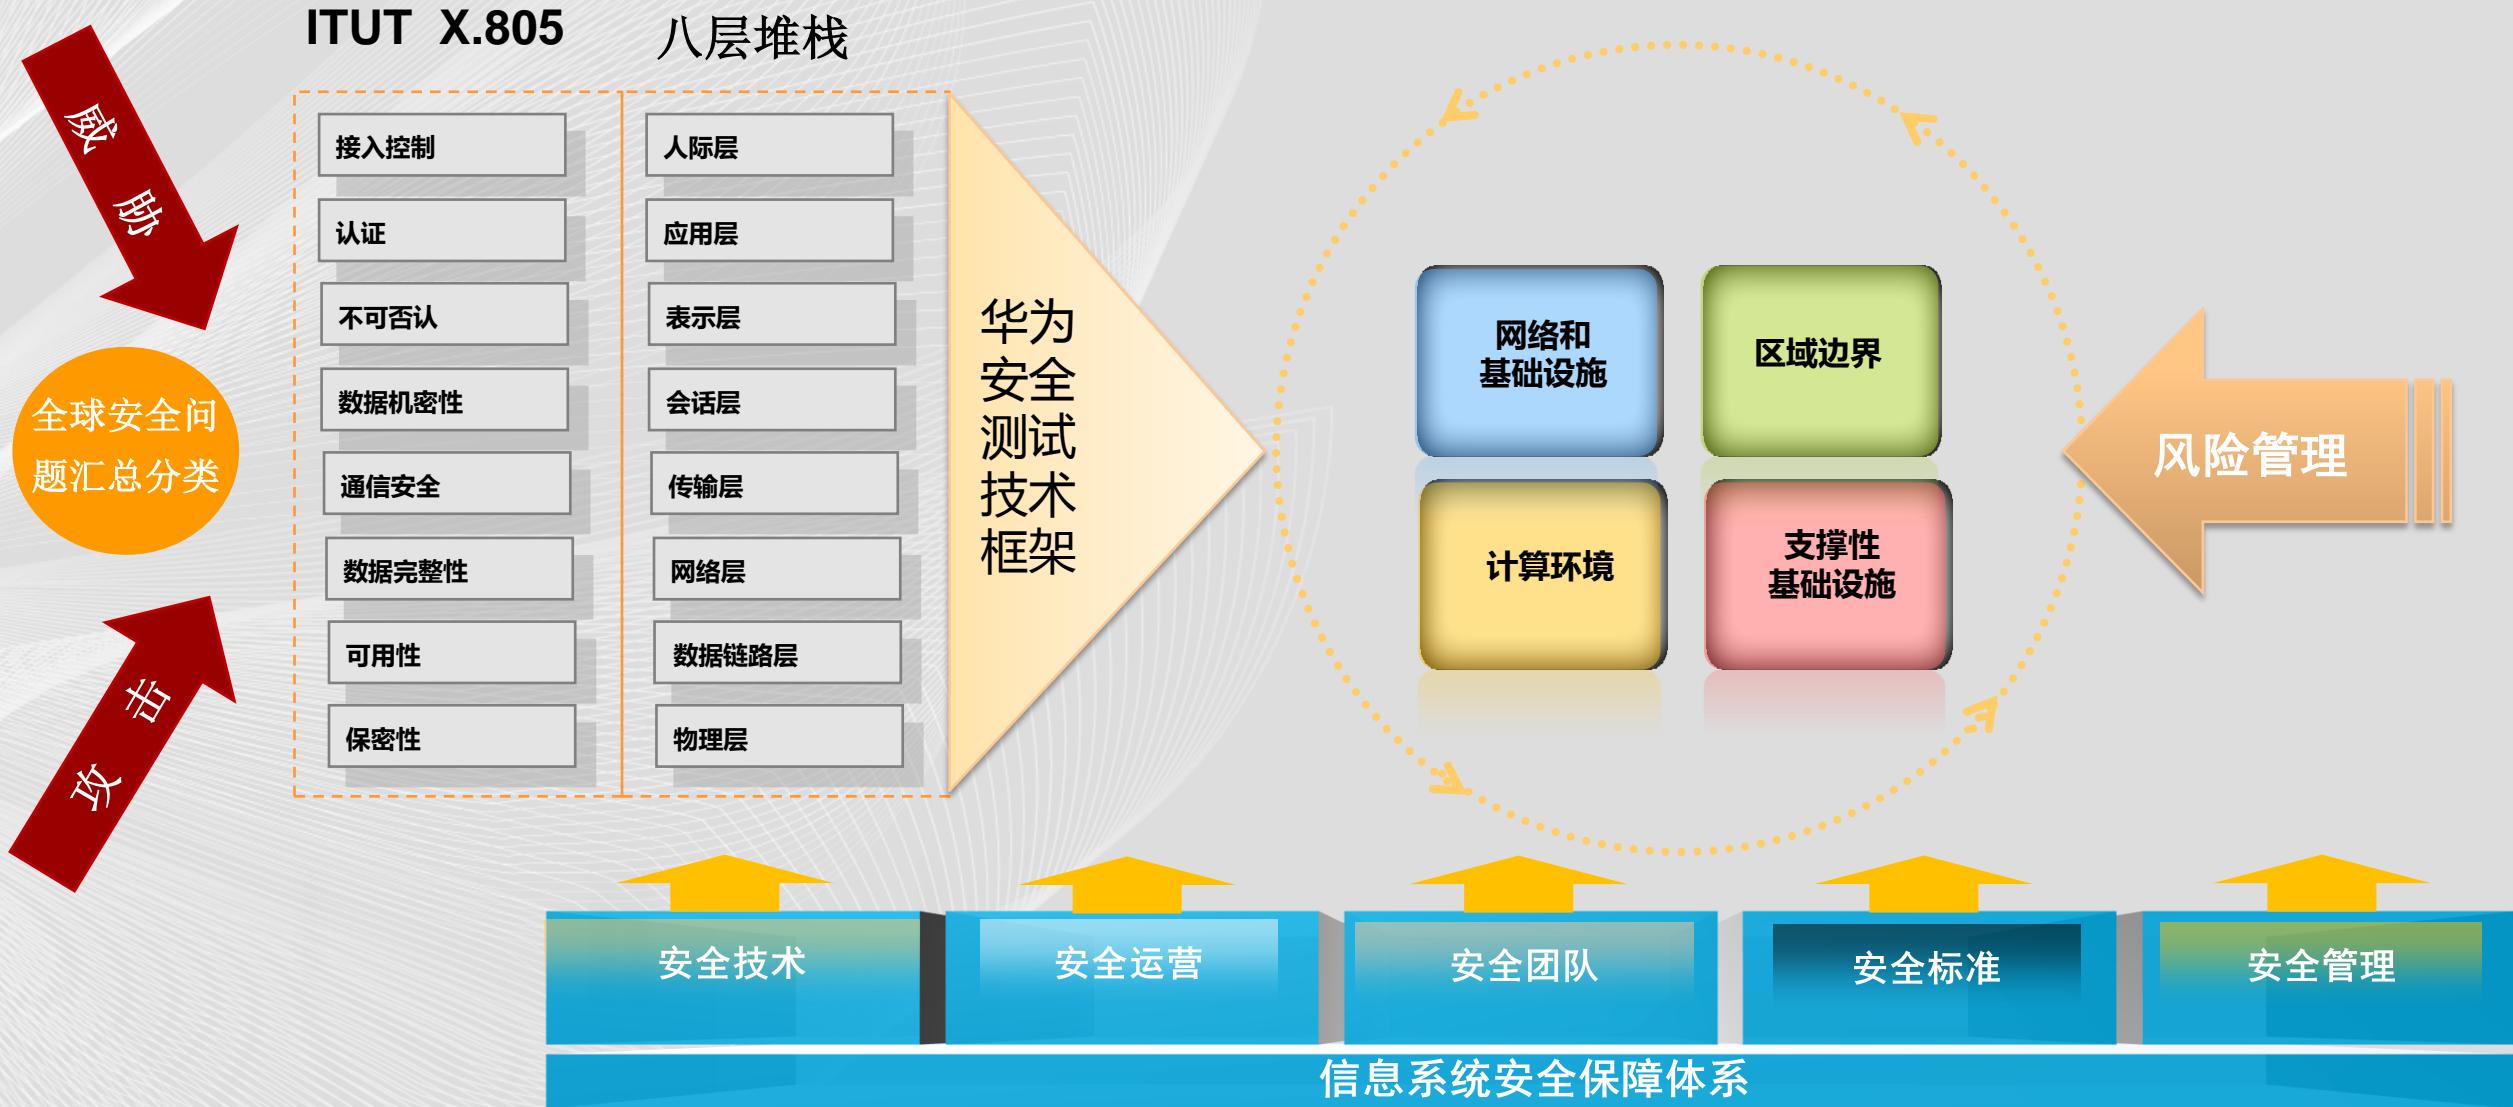 ITUT X.805
八层堆栈
威胁
全球安全问
题汇总分类
攻击
接入控制
认证
不可否认
数据机密性
通信安全
数据完整性
可用性
保密性
人际层
应用层
表示层
会话层
传输层
网络层
数据链路层
物理层
华为
安全
测试
技术
框架
网络和
基础设施
区域边界
计算环境
支撑性
基础设施
风险管理
安全技术
安全运营
安全团队
安全标准
安全管理
信息系统安全保障体系